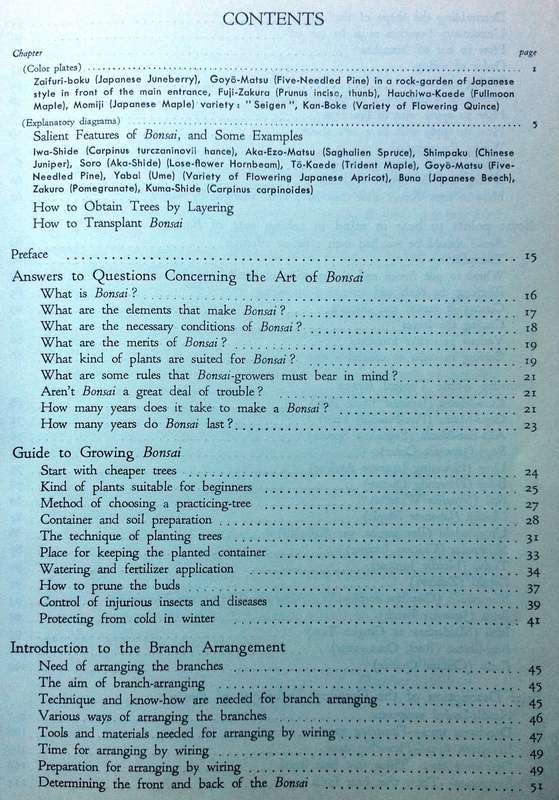 CONTENTS
Chapter page
(Color plates) 1
Zaifuri-boku (Japanese Juneberry), Goyō-Matsu (Five-Needled Pine) in a rock-garden of Japanese
style in front of the main entrance, Fuji-Zakura (Prunus incisc, thunb), Hauchiwa-Kaede (Fullmoon
Maple), Momiji (Japanese Maple) variety: "Seigen", Kan-Boke (Variety of Flowering Quince)
(Explanatory diagrams) 5
Salient Features of Bonsai, and Some Examples
Iwa-Shide (Carpinus turczaninovii hance), Aka-Ezo-Matsu (Saghalien Spruce), Shimpaku (Chinese
Juniper), Soro (Aka-Shide) (Lose-flower Hornbeam), Tō-Kaede (Trident Maple), Goyō-Matsu (Five-
Needled Pine), Yabai (Ume) (Variety of Flowering Japanese Apricot), Buna (Japanese Beech),
Zakuro (Pomegranate), Kuma-Shide (Carpinus carpinoides)
How to Obtain Trees by Layering
How to Transplant Bonsai
Preface 15
Answers to Questions Concerning the Art of Bonsai
What is Bonsai? 16
What are the elements that make Bonsai? 17
What are the necessary conditions of Bonsai? 18
What are the merits of Bonsai? 19
What kind of plants are suited for Bonsai? 19
What are some rules that Bonsai-growers must bear in mind? 21
Aren't Bonsai a great deal of trouble? 21
How many years does it take to make a Bonsai? 21
How many years do Bonsai last? 23
Guide to Growing Bonsai
Start with cheaper trees 24
Kind of plants suitable for beginners 25
Method of choosing a practicing-tree 27
Container and soil preparation 28
The technique of planting trees 31
Place for keeping the planted container 33
Watering and fertilizer application 34
How to prune the buds 37
Control of injurious insects and diseases 39
Protecting from cold in winter 41
Introduction to the Branch Arrangement
Need of arranging the branches 45
The aim of branch-arranging 45
Technique and know-how are needed for branch arranging 45
Various ways of arranging the branches 46
Tools and materials needed for arranging by wiring 47
Time for arranging by wiring 49
Preparation for arranging by wiring 49
Determining the front and back of the Bonsai 51